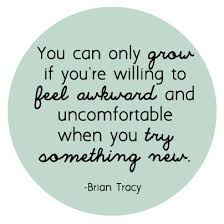 You can only grow
if you're willing to
feel awkward and
uncomfortable
when you try
something new.
-Brian Tracy